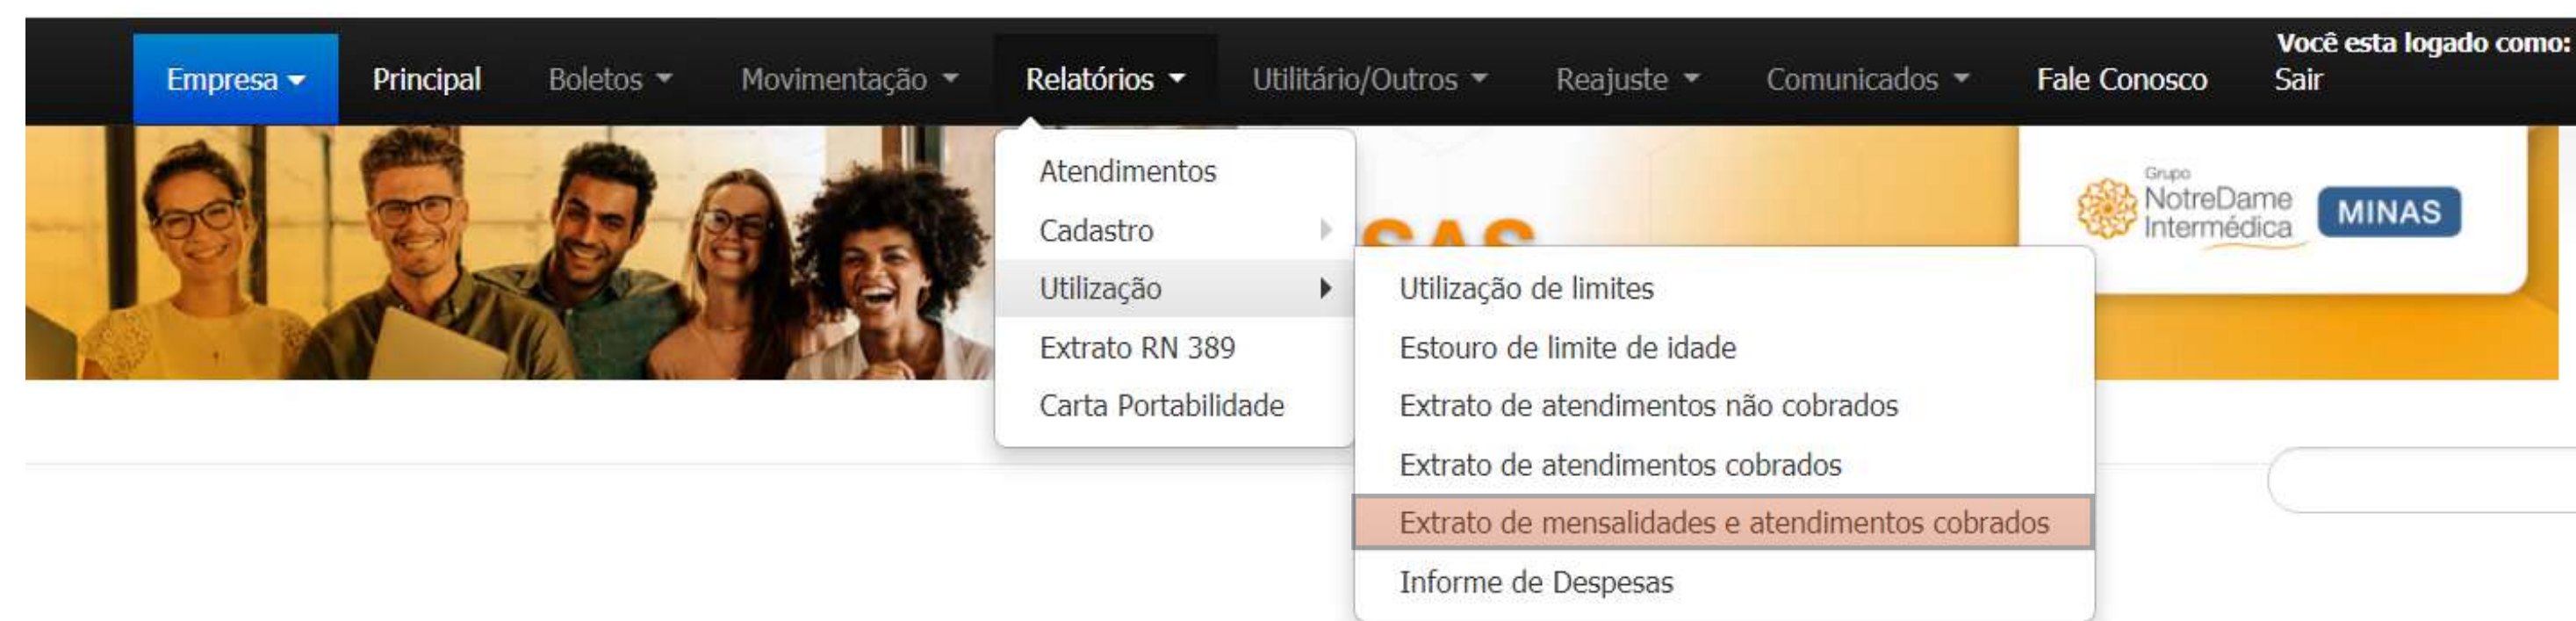 Você esta logado como:
Empresa Principal Boletos Movimentação Relatórios Utilitário/Outros Reajuste Comunicados Fale Conosco Sair
Atendimentos
Cadastro
Utilização
Extrato RN 389
Carta Portabilidade
Utilização de limites
Estouro de limite de idade
Extrato de atendimentos não cobrados
Extrato de atendimentos cobrados
Extrato de mensalidades e atendimentos cobrados
Informe de Despesas
Grupo
NotreDame
Intermédica
MINAS